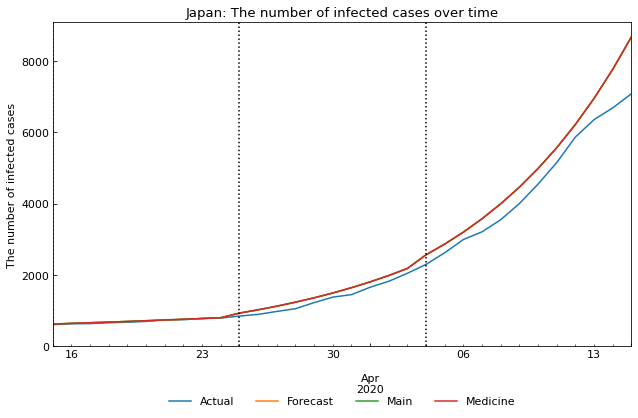 Japan: The number of infected cases over time
The number of infected cases
8000
6000
4000
2000
0
16 23 30 06 13
Apr
2020
Actual Forecast Main Medicine